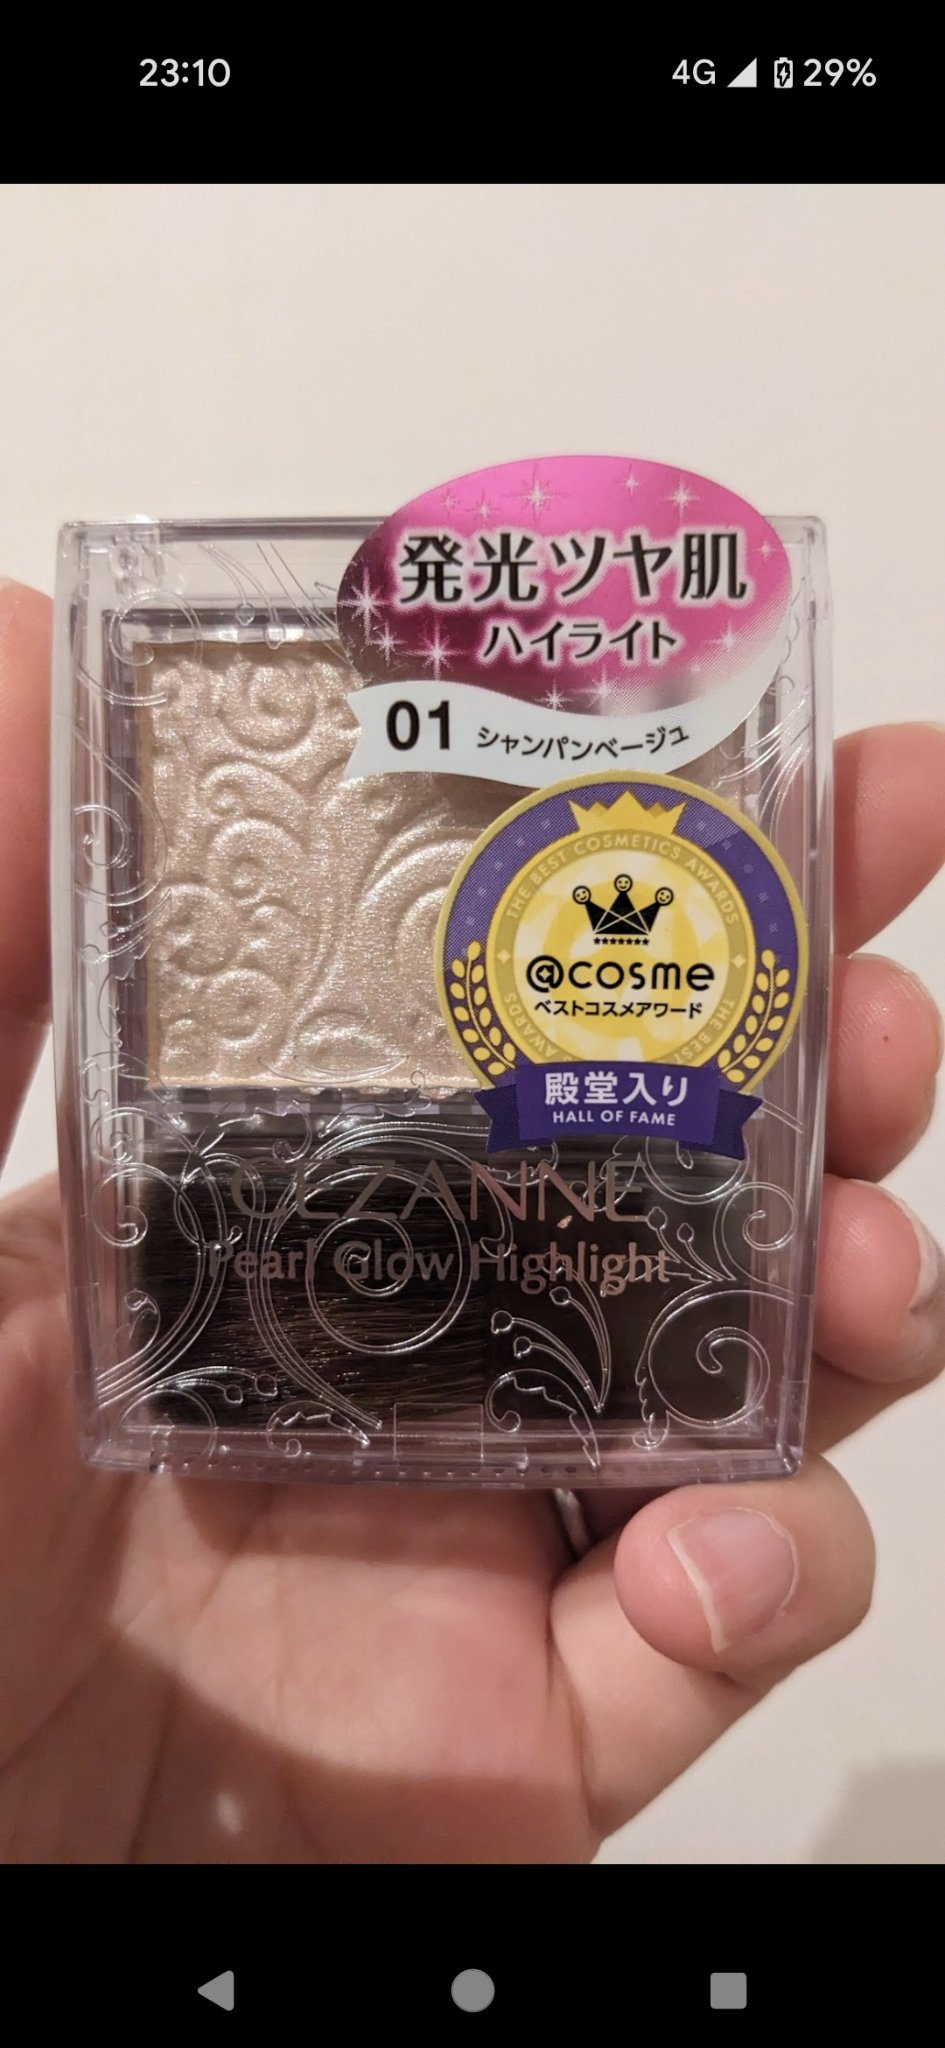 23:10
4G
29%
発光ツヤ肌
ハイライト
01 シャンパンベージュ
THE BEST COSMETICS AWARDS
@cosme
ベストコスメアワード
殿堂入り
HALL OF FAME
CEZANNE
Pearl Glow Highlight